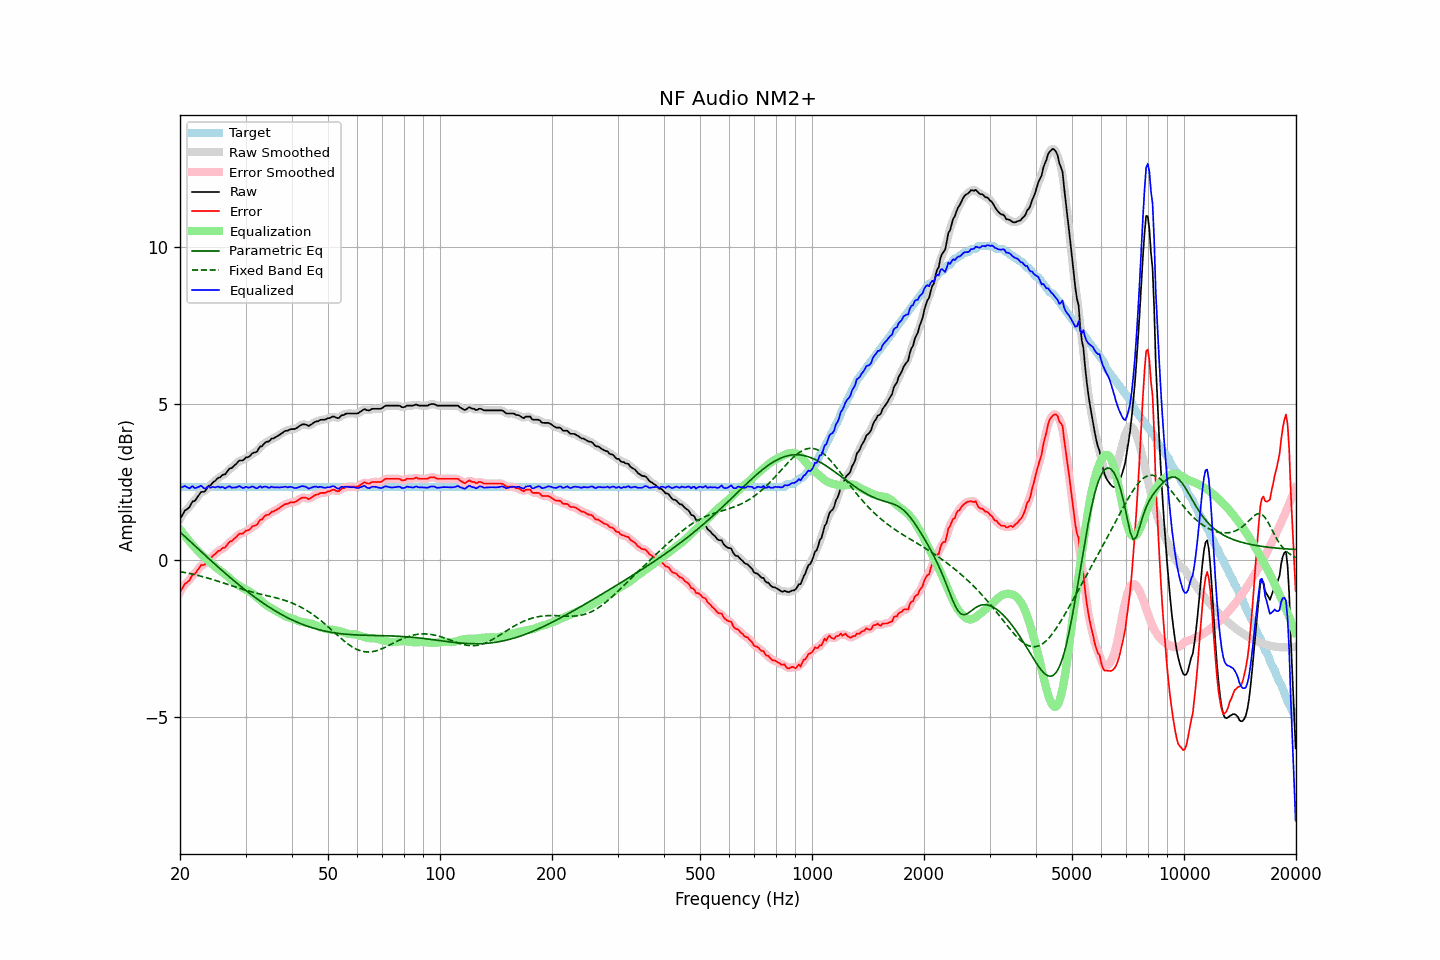 NF Audio NM2+
Target
Raw Smoothed
Error Smoothed
Raw
Error
Equalization
Parametric Eq
Fixed Band Eq
Equalized
Amplitude (dBr)
10
5
0
−5
20
50
100
200
500
1000
2000
5000
10000
20000
Frequency (Hz)